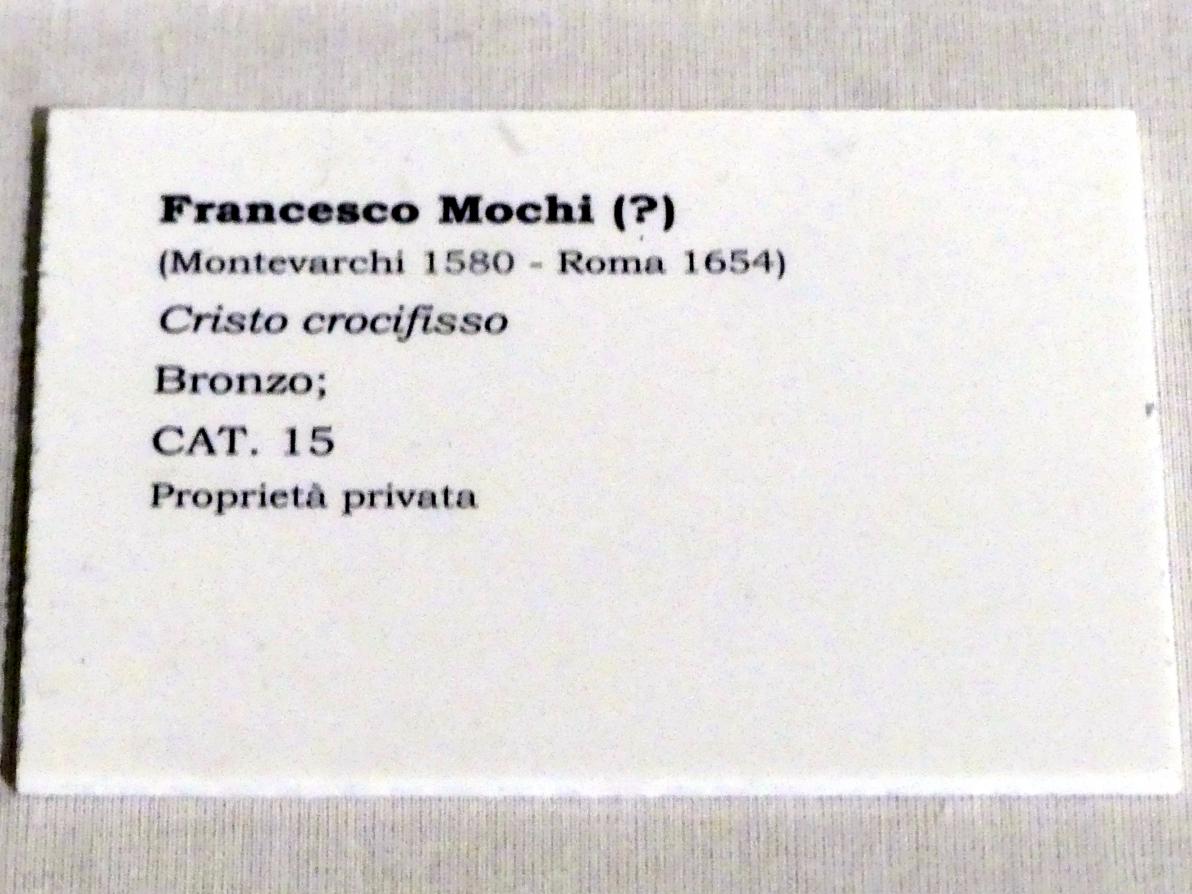 Francesco Mochi (?)
(Montevarchi 1580 - Roma 1654)
Cristo crocifisso
Bronzo;
CAT. 15
Proprietà privata